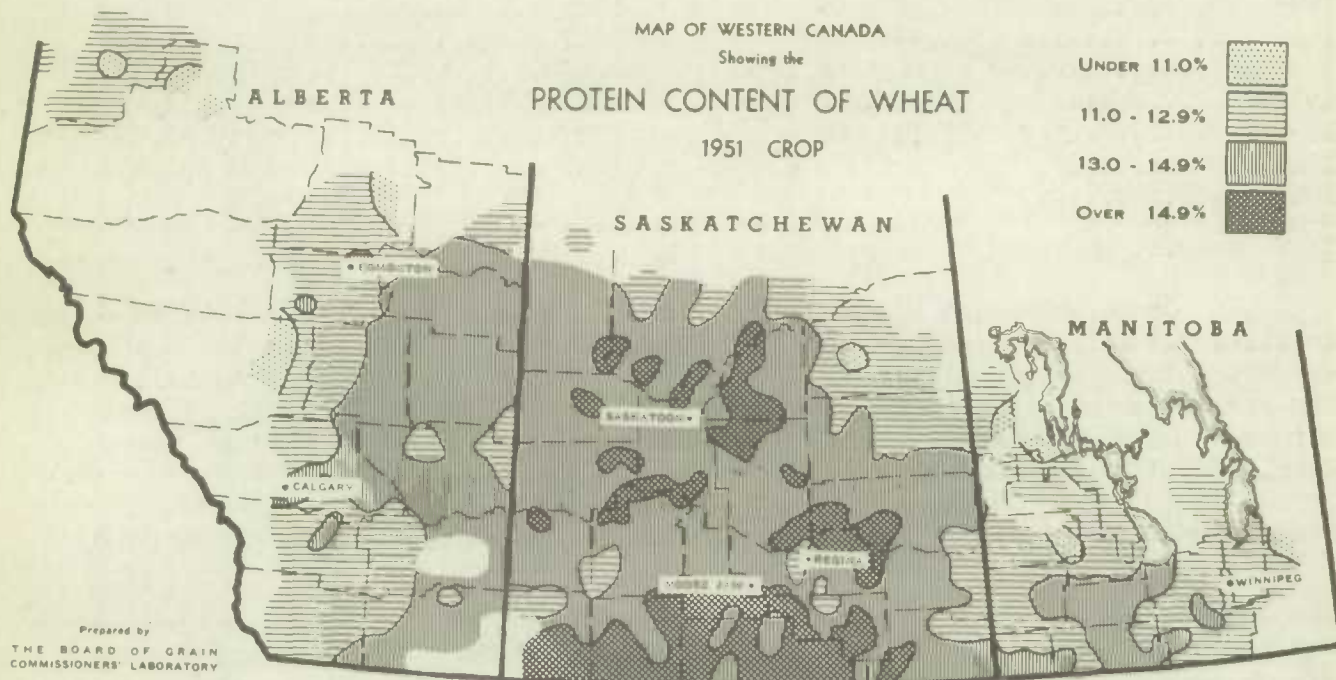 MAP OF WESTERN CANADA
Showing the
PROTEIN CONTENT OF WHEAT
1951 CROP
UNDER 11.0%
11.0 - 12.9%
13.0 - 14.9%
OVER 14.9%
ALBERTA
SASKATCHEWAN
MANITOBA
EDMONTON
SASKATOON
CALGARY
REGINA
MOOSE JAW
WINNIPEG
Prepared by
THE BOARD OF GRAIN
COMMISSIONERS' LABORATORY